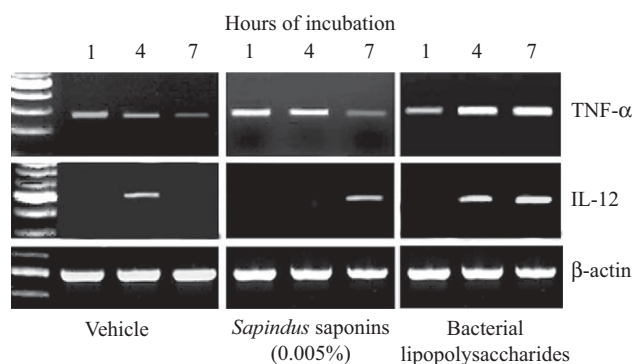 Hours of incubation
1 4 7 1 4 7 1 4 7
TNF-α
IL-12
β-actin
Vehicle Sapindus saponins Bacterial
(0.005%) lipopolysaccharides